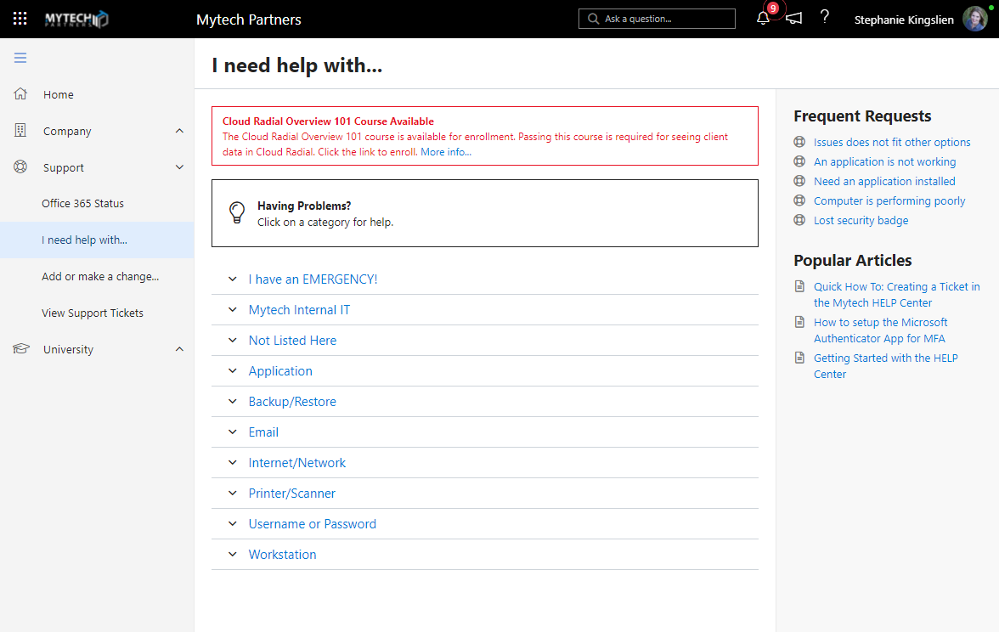 MYTECH
PARTNERS
Mytech Partners
Ask a question...
9
?
Stephanie Kingslien
Home
Company
Support
Office 365 Status
I need help with...
Add or make a change...
View Support Tickets
University
I need help with...
Cloud Radial Overview 101 Course Available
The Cloud Radial Overview 101 course is available for enrollment. Passing this course is required for seeing client
data in Cloud Radial. Click the link to enroll. More info...
Having Problems?
Click on a category for help.
I have an EMERGENCY!
Mytech Internal IT
Not Listed Here
Application
Backup/Restore
Email
Internet/Network
Printer/Scanner
Username or Password
Workstation
Frequent Requests
Issues does not fit other options
An application is not working
Need an application installed
Computer is performing poorly
Lost security badge
Popular Articles
Quick How To: Creating a Ticket in
the Mytech HELP Center
How to setup the Microsoft
Authenticator App for MFA
Getting Started with the HELP
Center